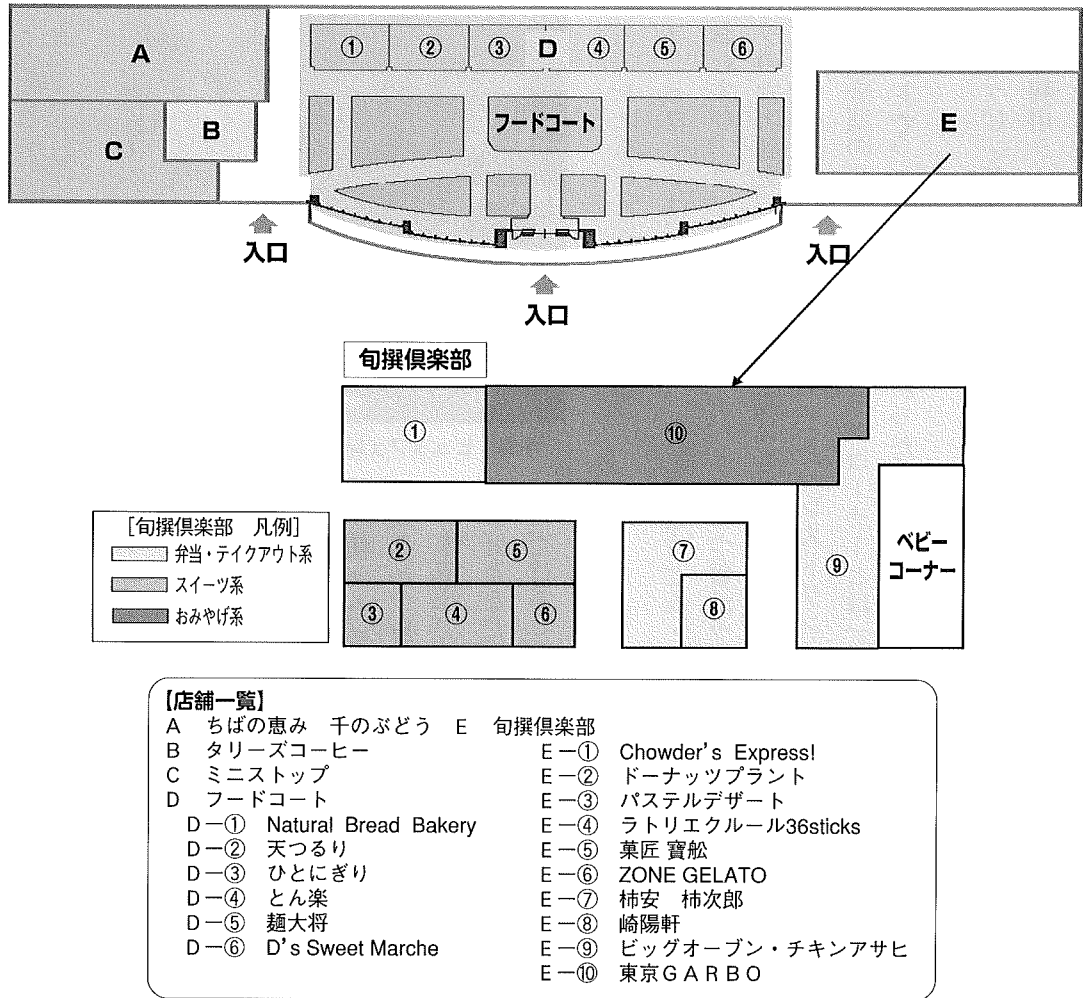 A
B
C
① ② ③ D ④ ⑤ ⑥
フードコート
E
入口
入口
入口
旬撰倶楽部
①
⑩
②
⑤
③
④
⑥
⑦
⑧
⑨
ベビー
コーナー
[旬撰倶楽部 凡例]
弁当・テイクアウト系
スイーツ系
おみやげ系
【店舗一覧】
A ちばの恵み 千のぶどう
B タリーズコーヒー
C ミニストップ
D フードコート
D－① Natural Bread Bakery
D－② 天つるり
D－③ ひとにぎり
D－④ とん楽
D－⑤ 麺大将
D－⑥ D's Sweet Marche
E 旬撰倶楽部
E－① Chowder's Express!
E－② ドーナッツプラント
E－③ パステルデザート
E－④ ラトリエクルール36sticks
E－⑤ 菓匠 寶舩
E－⑥ ZONE GELATO
E－⑦ 柿安 柿次郎
E－⑧ 崎陽軒
E－⑨ ビッグオーブン・チキンアサヒ
E－⑩ 東京GARBO